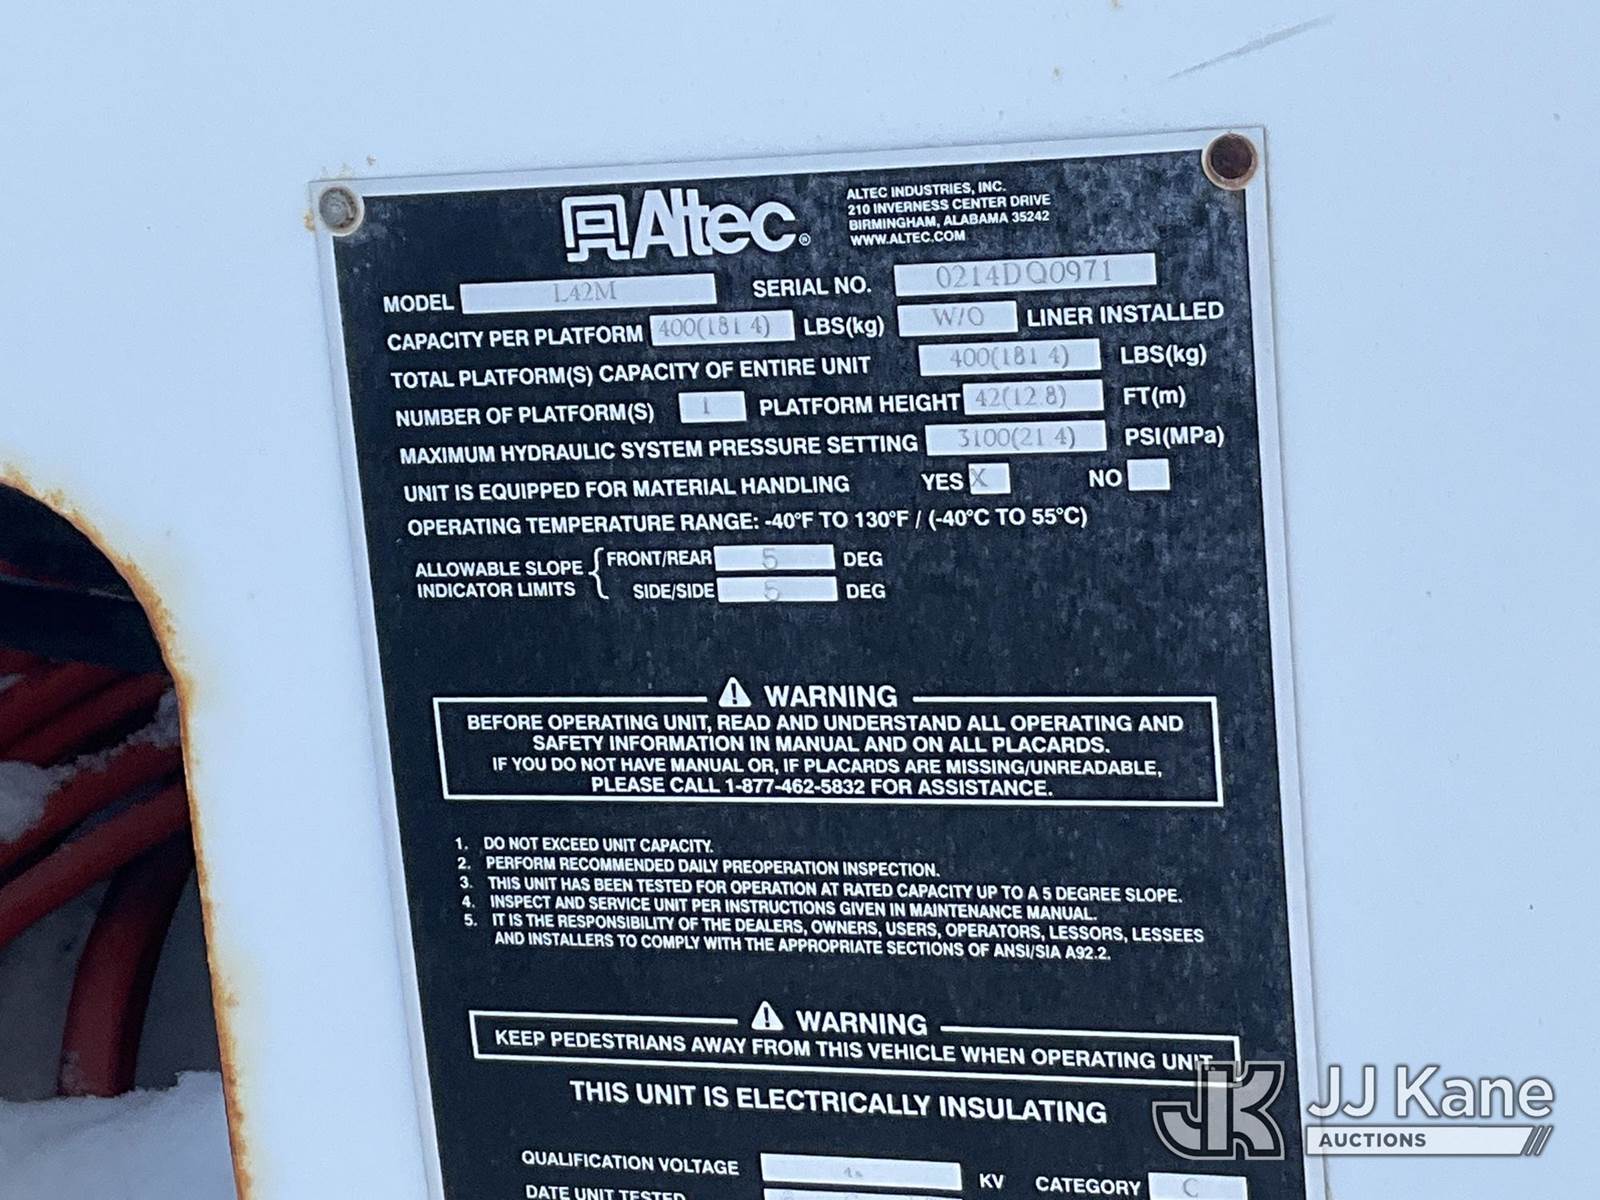 Altec®
ALTEC INDUSTRIES, INC.
210 INVERNESS CENTER DRIVE
BIRMINGHAM, ALABAMA 35242
WWW.ALTEC.COM
MODEL L42M SERIAL NO. 0214DQ0971
CAPACITY PER PLATFORM 400(181 4) LBS(kg) W/O LINER INSTALLED
TOTAL PLATFORM(S) CAPACITY OF ENTIRE UNIT 400(181 4) LBS(kg)
NUMBER OF PLATFORM(S) 1 PLATFORM HEIGHT 42(12.8) FT(m)
MAXIMUM HYDRAULIC SYSTEM PRESSURE SETTING 3100(21 4) PSI(MPa)
UNIT IS EQUIPPED FOR MATERIAL HANDLING YES X NO
OPERATING TEMPERATURE RANGE: -40°F TO 130°F / (-40°C TO 55°C)
ALLOWABLE SLOPE INDICATOR LIMITS
FRONT/REAR 5 DEG
SIDE/SIDE 5 DEG
WARNING
BEFORE OPERATING UNIT, READ AND UNDERSTAND ALL OPERATING AND
SAFETY INFORMATION IN MANUAL AND ON ALL PLACARDS.
IF YOU DO NOT HAVE MANUAL OR, IF PLACARDS ARE MISSING/UNREADABLE,
PLEASE CALL 1-877-462-5832 FOR ASSISTANCE.
1. DO NOT EXCEED UNIT CAPACITY.
2. PERFORM RECOMMENDED DAILY PREOPERATION INSPECTION.
3. THIS UNIT HAS BEEN TESTED FOR OPERATION AT RATED CAPACITY UP TO A 5 DEGREE SLOPE.
4. INSPECT AND SERVICE UNIT PER INSTRUCTIONS GIVEN IN MAINTENANCE MANUAL.
5. IT IS THE RESPONSIBILITY OF THE DEALERS, OWNERS, USERS, OPERATORS, LESSORS, LESSEES
AND INSTALLERS TO COMPLY WITH THE APPROPRIATE SECTIONS OF ANSI/SIA A92.2.
WARNING
KEEP PEDESTRIANS AWAY FROM THIS VEHICLE WHEN OPERATING UNIT.
THIS UNIT IS ELECTRICALLY INSULATING
QUALIFICATION VOLTAGE KV CATEGORY C
DATE UNIT TESTED
JK JJ Kane
AUCTIONS